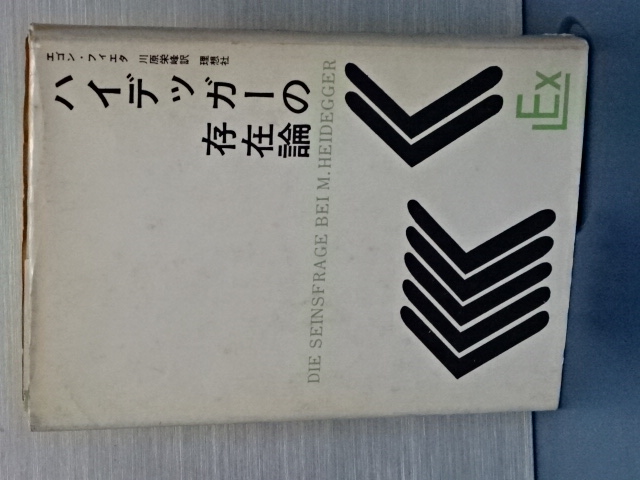 エゴン・フィエタ 川原栄峰訳 理想社
ハイデッガーの
存在論
DIE SEINSFRAGE BEI M. HEIDEGGER
Ex